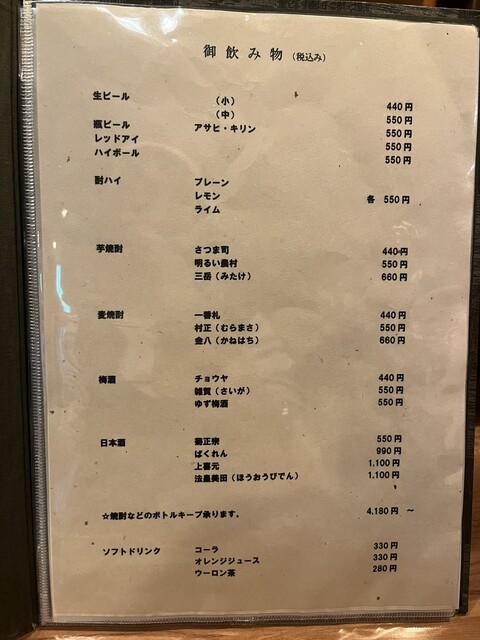 御飲み物（税込み）
生ビール （小） 440円
（中） 550円
瓶ビール アサヒ・キリン 550円
レッドアイ 550円
ハイボール 550円
酎ハイ プレーン
レモン 各 550円
ライム
芋焼酎 さつま司 440円
明るい農村 550円
三岳（みたけ） 660円
麦焼酎 一番札 440円
村正（むらまさ） 550円
金八（かねはち） 660円
梅酒 チョウヤ 440円
雑賀（さいが） 550円
ゆず梅酒 550円
日本酒 菊正宗 550円
ばくれん 990円
上喜元 1,100円
法凰美田（ほうおうびでん） 1,100円
☆焼酎などのボトルキープ承ります。 4,180円 ～
ソフトドリンク コーラ 330円
オレンジジュース 330円
ウーロン茶 280円